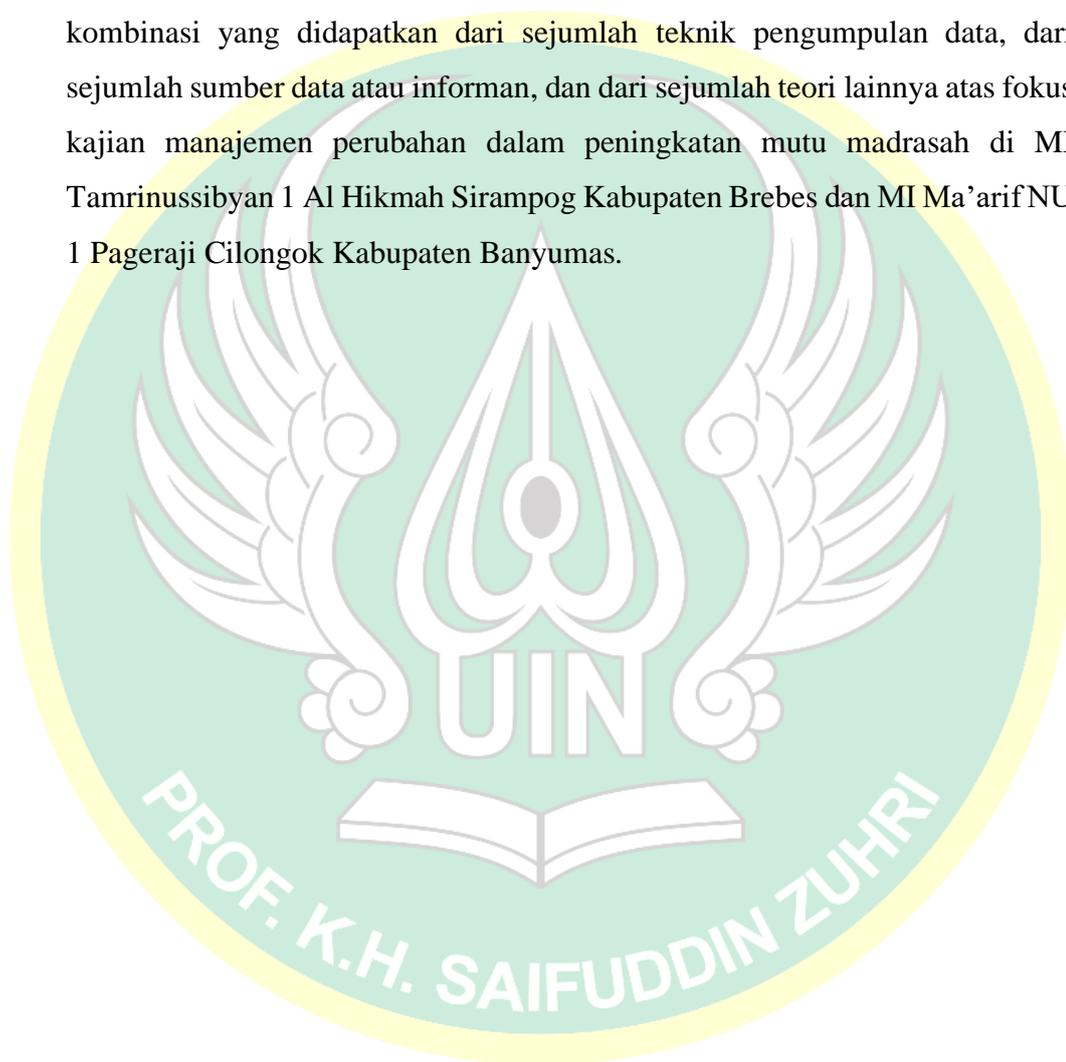 kombinasi yang didapatkan dari sejumlah teknik pengumpulan data, dari
sejumlah sumber data atau informan, dan dari sejumlah teori lainnya atas fokus
kajian manajemen perubahan dalam peningkatan mutu madrasah di MI
Tamrinussibyan 1 Al Hikmah Sirampog Kabupaten Brebes dan MI Ma’arif NU
1 Pageraji Cilongok Kabupaten Banyumas.
UIN
PROF. K.H. SAIFUDDIN ZUHRI